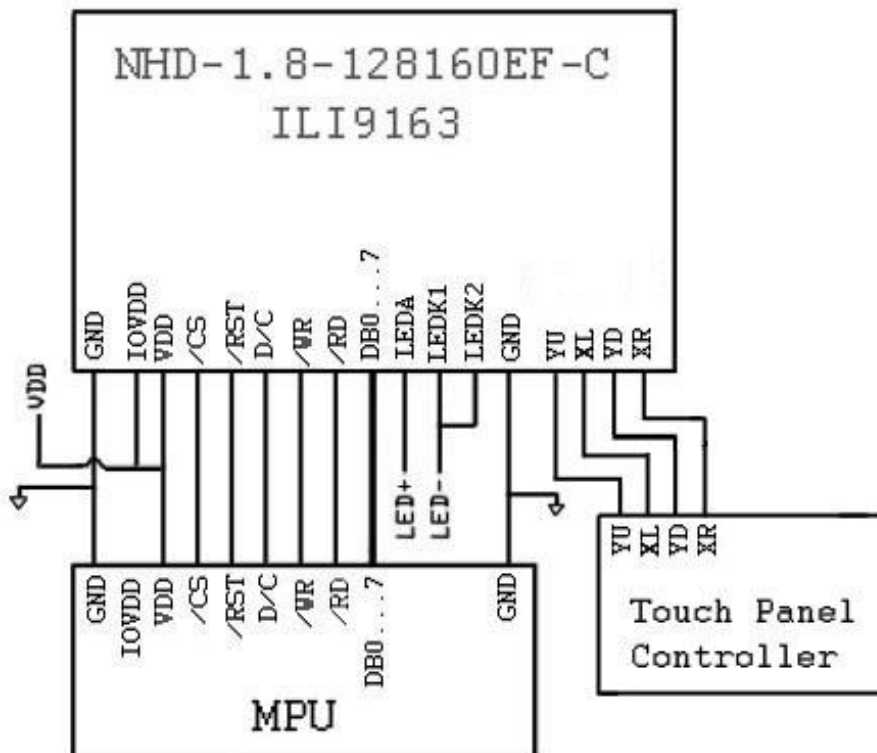 NHD-1.8-128160EF-C
ILI9163
GND
IOVDD
VDD
/CS
/RST
D/C
/WR
/RD
DB0....7
LEDA
LEDK1
LEDK2
GND
YU
XL
YD
XR
VDD
LED+
LED-
GND
IOVDD
VDD
/CS
/RST
D/C
/WR
/RD
DB0....7
GND
MPU
YU
XL
YD
XR
Touch Panel
Controller